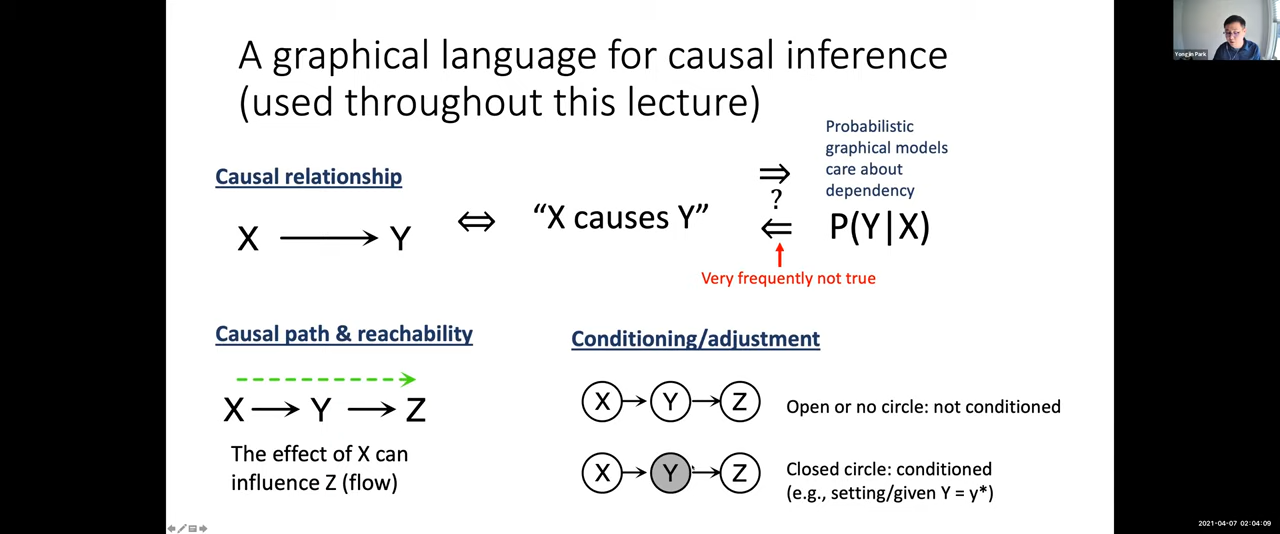 A graphical language for causal inference
(used throughout this lecture)
Yongjin Park
Causal relationship
X Y
⇔
“X causes Y”
⇒
?
⇐
Very frequently not true
Probabilistic
graphical models
care about
dependency
P(Y|X)
Causal path & reachability
X Y Z
The effect of X can
influence Z (flow)
Conditioning/adjustment
X Y Z
Open or no circle: not conditioned
X Y Z
Closed circle: conditioned
(e.g., setting/given Y = y*)
2021-04-07 02:04:09